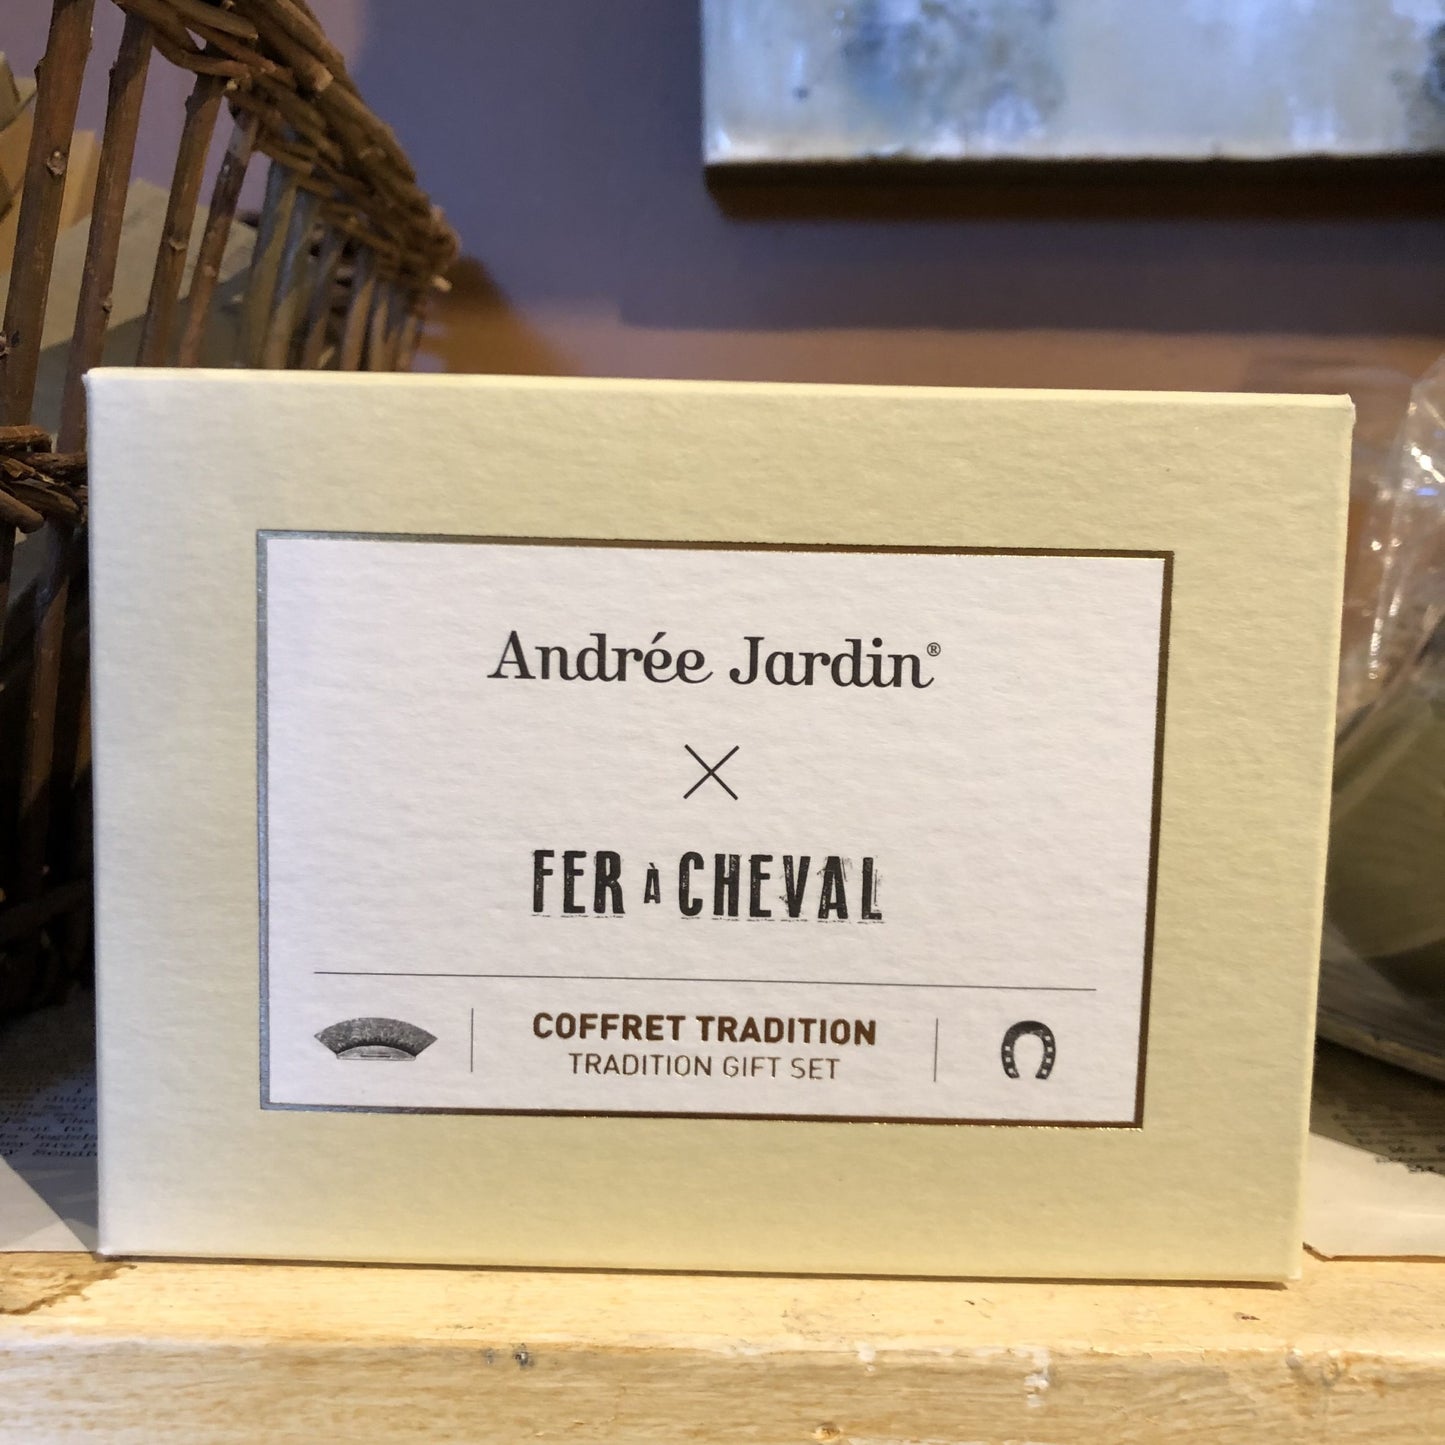 Andrée Jardin®
×
FER À CHEVAL
COFFRET TRADITION
TRADITION GIFT SET